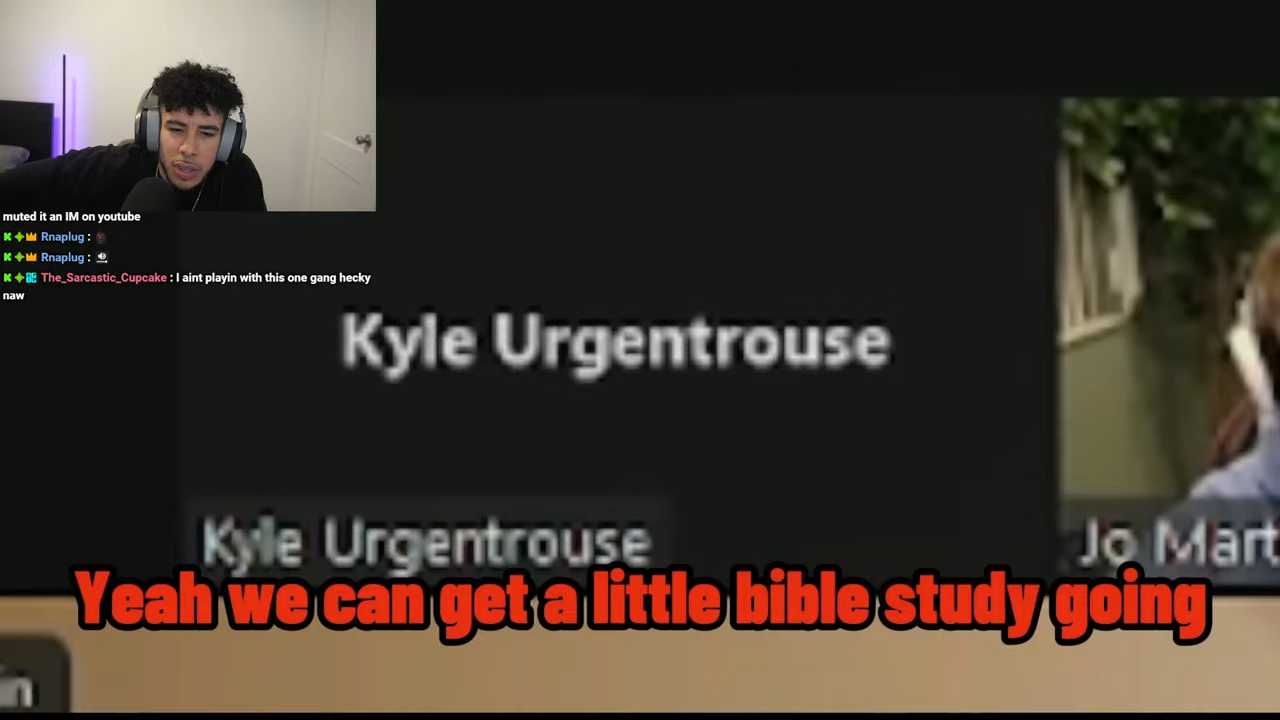 muted it an IM on youtube
Rnaplug :
Rnaplug :
The_Sarcastic_Cupcake : I aint playin with this one gang hecky
naw
Kyle Urgentrouse
Kyle Urgentrouse
Jo Mart
Yeah we can get a little bible study going
in